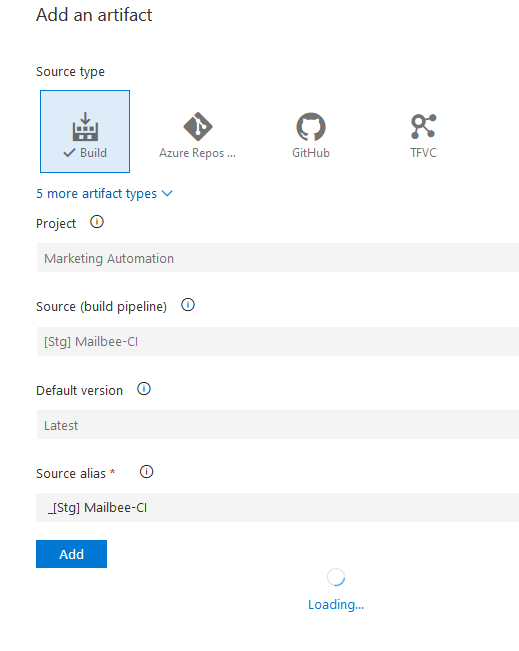 Add an artifact
Source type
Build
Azure Repos ...
GitHub
TFVC
5 more artifact types
Project
Marketing Automation
Source (build pipeline)
[Stg] Mailbee-CI
Default version
Latest
Source alias *
_[Stg] Mailbee-CI
Add
Loading...